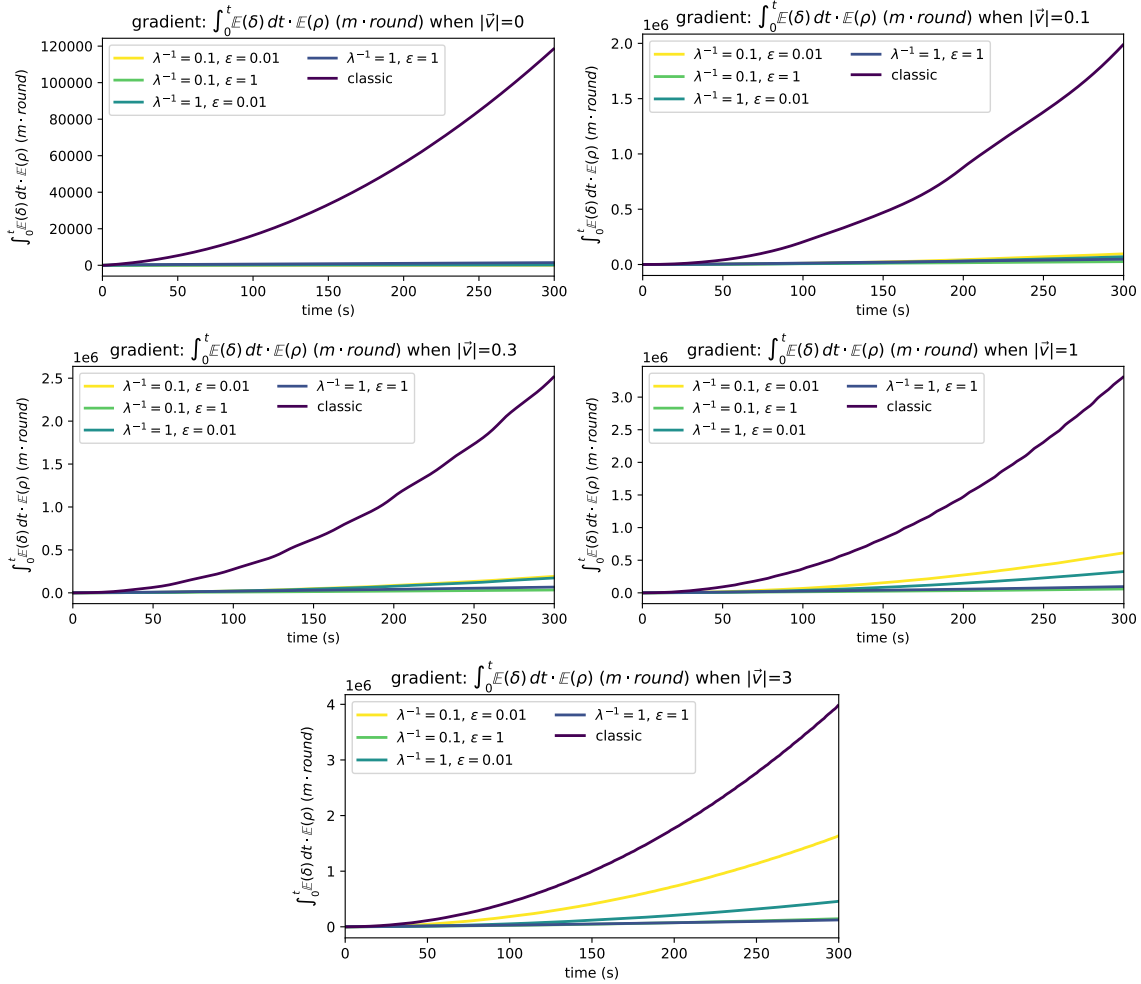 gradient: ∫₀ᵗ 𝔼(δ) dt · 𝔼(ρ) (m · round) when |v⃗|=0
∫₀ᵗ 𝔼(δ) dt · 𝔼(ρ) (m · round)
120000
100000
80000
60000
40000
20000
0
λ⁻¹ = 0.1, ε = 0.01
λ⁻¹ = 0.1, ε = 1
λ⁻¹ = 1, ε = 0.01
λ⁻¹ = 1, ε = 1
classic
0 50 100 150 200 250 300
time (s)
gradient: ∫₀ᵗ 𝔼(δ) dt · 𝔼(ρ) (m · round) when |v⃗|=0.1
1e6
∫₀ᵗ 𝔼(δ) dt · 𝔼(ρ) (m · round)
2.0
1.5
1.0
0.5
0.0
λ⁻¹ = 0.1, ε = 0.01
λ⁻¹ = 0.1, ε = 1
λ⁻¹ = 1, ε = 0.01
λ⁻¹ = 1, ε = 1
classic
0 50 100 150 200 250 300
time (s)
gradient: ∫₀ᵗ 𝔼(δ) dt · 𝔼(ρ) (m · round) when |v⃗|=0.3
1e6
∫₀ᵗ 𝔼(δ) dt · 𝔼(ρ) (m · round)
2.5
2.0
1.5
1.0
0.5
0.0
λ⁻¹ = 0.1, ε = 0.01
λ⁻¹ = 0.1, ε = 1
λ⁻¹ = 1, ε = 0.01
λ⁻¹ = 1, ε = 1
classic
0 50 100 150 200 250 300
time (s)
gradient: ∫₀ᵗ 𝔼(δ) dt · 𝔼(ρ) (m · round) when |v⃗|=1
1e6
∫₀ᵗ 𝔼(δ) dt · 𝔼(ρ) (m · round)
3.0
2.5
2.0
1.5
1.0
0.5
0.0
λ⁻¹ = 0.1, ε = 0.01
λ⁻¹ = 0.1, ε = 1
λ⁻¹ = 1, ε = 0.01
λ⁻¹ = 1, ε = 1
classic
0 50 100 150 200 250 300
time (s)
gradient: ∫₀ᵗ 𝔼(δ) dt · 𝔼(ρ) (m · round) when |v⃗|=3
1e6
∫₀ᵗ 𝔼(δ) dt · 𝔼(ρ) (m · round)
4
3
2
1
0
λ⁻¹ = 0.1, ε = 0.01
λ⁻¹ = 0.1, ε = 1
λ⁻¹ = 1, ε = 0.01
λ⁻¹ = 1, ε = 1
classic
0 50 100 150 200 250 300
time (s)